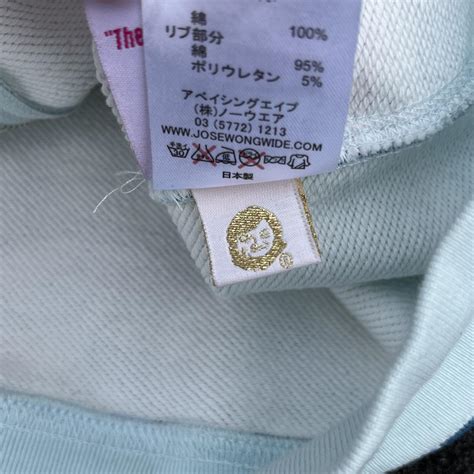 "The
綿 100%
リブ部分
綿 95%
ポリウレタン 5%
アベイシングエイプ
(株)ノーウエア
03 (5772) 1213
WWW.JOSEWONGWIDE.COM
日本製